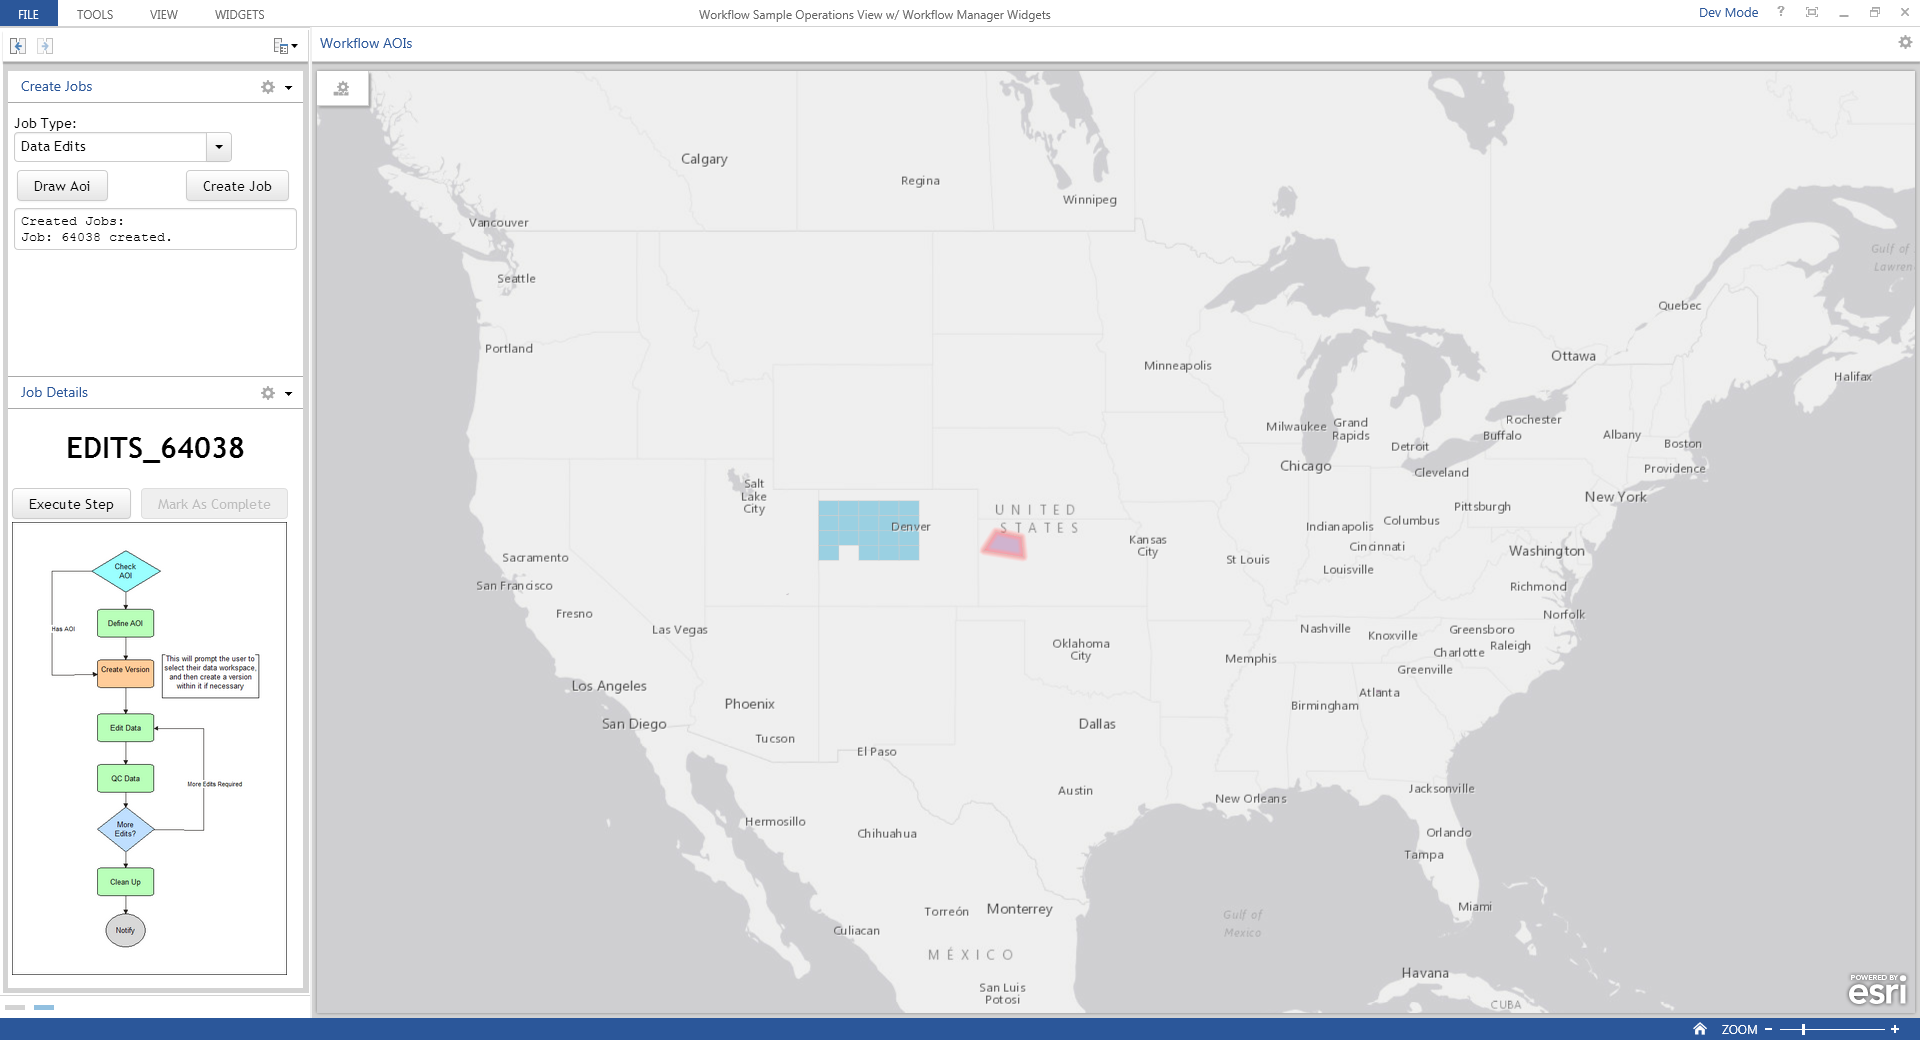 FILE TOOLS VIEW WIDGETS
Workflow Sample Operations View w/ Workflow Manager Widgets
Dev Mode ?
Workflow AOIs
Create Jobs
Job Type:
Data Edits
Draw Aoi
Create Job
Created Jobs:
Job: 64038 created.
Job Details
EDITS_64038
Execute Step
Mark As Complete
Check
AOI
Has AOI
Define AOI
Create Version
This will prompt the user to
select their data workspace,
and then create a version
within it if necessary
Edit Data
QC Data
More Edits Required
More
Edits?
Clean Up
Notify
Calgary
Regina
Winnipeg
Vancouver
Seattle
Portland
Gulf of
Lawren
Quebec
Ottawa
Halifax
Minneapolis
Milwaukee
Grand
Rapids
Rochester
Buffalo
Detroit
Albany
Boston
Chicago
Cleveland
Providence
Salt
Lake
City
UNITED
STATES
Denver
New York
Pittsburgh
Indianapolis
Columbus
Kansas
City
Cincinnati
Washington
Sacramento
St Louis
Louisville
San Francisco
Richmond
Fresno
Norfolk
Las Vegas
Nashville
Knoxville
Greensboro
Raleigh
Oklahoma
City
Memphis
Charlotte
Greenville
Los Angeles
Atlanta
Phoenix
Birmingham
San Diego
Dallas
Tucson
El Paso
Austin
New Orleans
Jacksonville
Hermosillo
Chihuahua
Orlando
Tampa
Torreón
Monterrey
Miami
Culiacan
Gulf of
Mexico
MÉXICO
Havana
San Luis
Potosi
CUBA
POWERED BY
esri
ZOOM